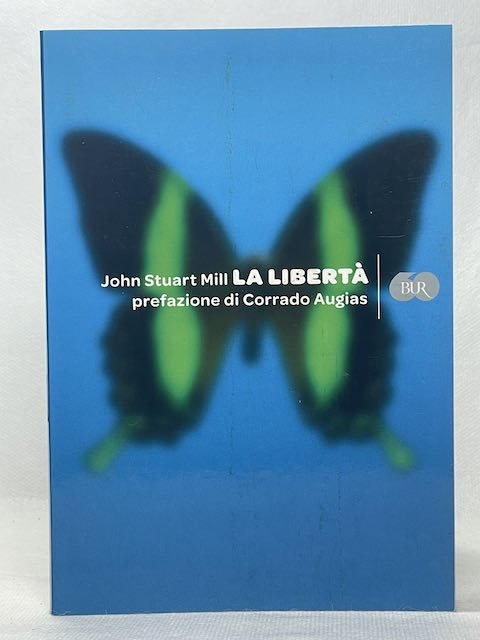 John Stuart Mill LA LIBERTÀ
prefazione di Corrado Augias
BUR